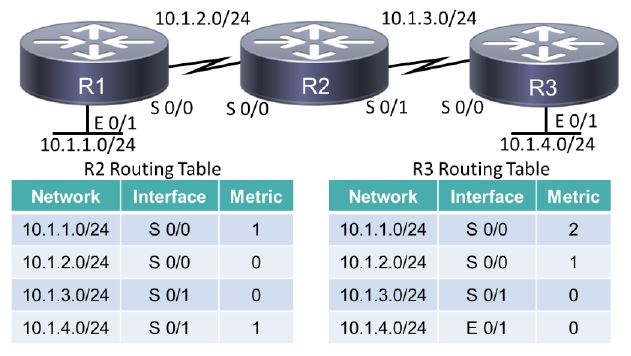 10.1.2.0/24 10.1.3.0/24
R1 R2 R3
S 0/0 S 0/0 S 0/1 S 0/0
E 0/1 E 0/1
10.1.1.0/24 10.1.4.0/24
R2 Routing Table
Network Interface Metric
10.1.1.0/24 S 0/0 1
10.1.2.0/24 S 0/0 0
10.1.3.0/24 S 0/1 0
10.1.4.0/24 S 0/1 1
R3 Routing Table
Network Interface Metric
10.1.1.0/24 S 0/0 2
10.1.2.0/24 S 0/0 1
10.1.3.0/24 S 0/1 0
10.1.4.0/24 E 0/1 0